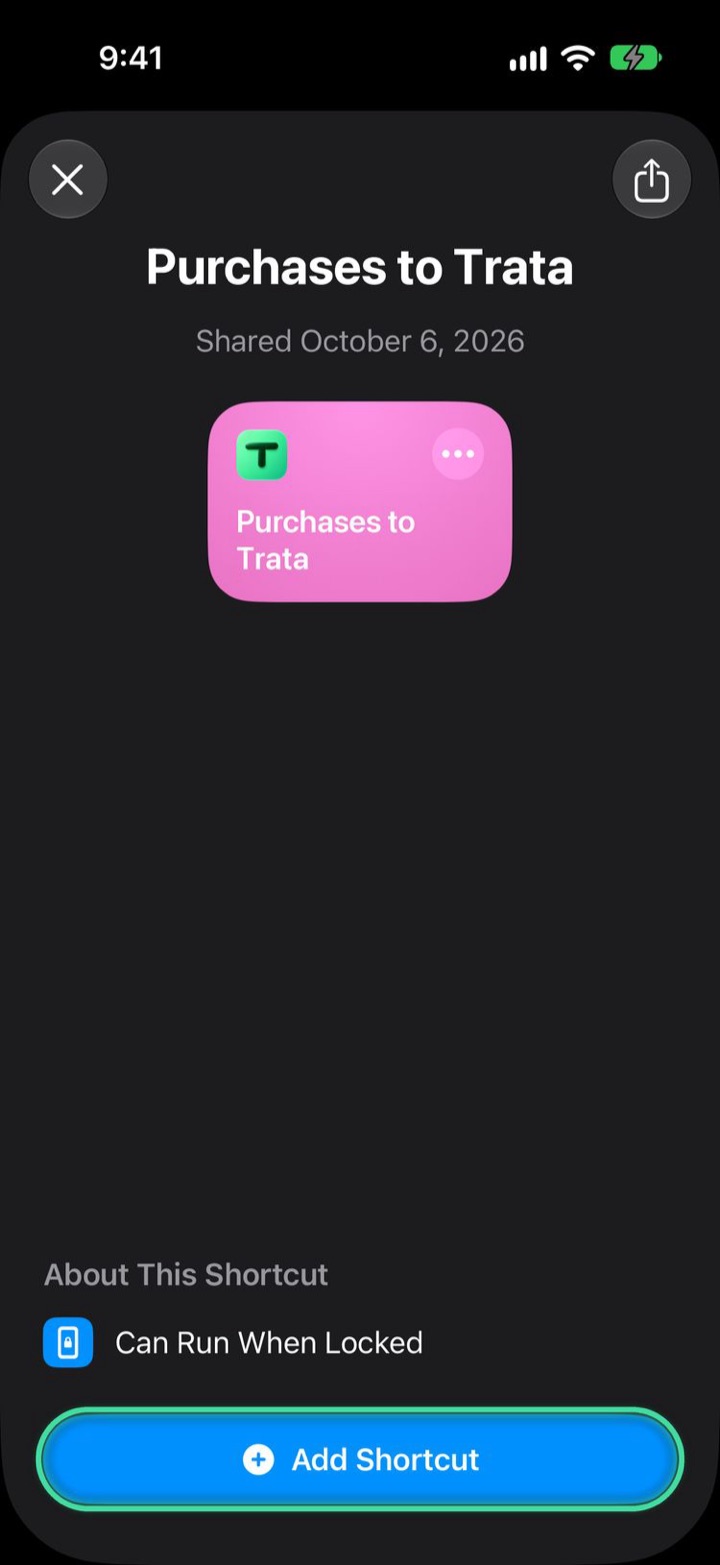 9:41
Purchases to Trata
Shared October 6, 2026
T
Purchases to
Trata
About This Shortcut
Can Run When Locked
Add Shortcut